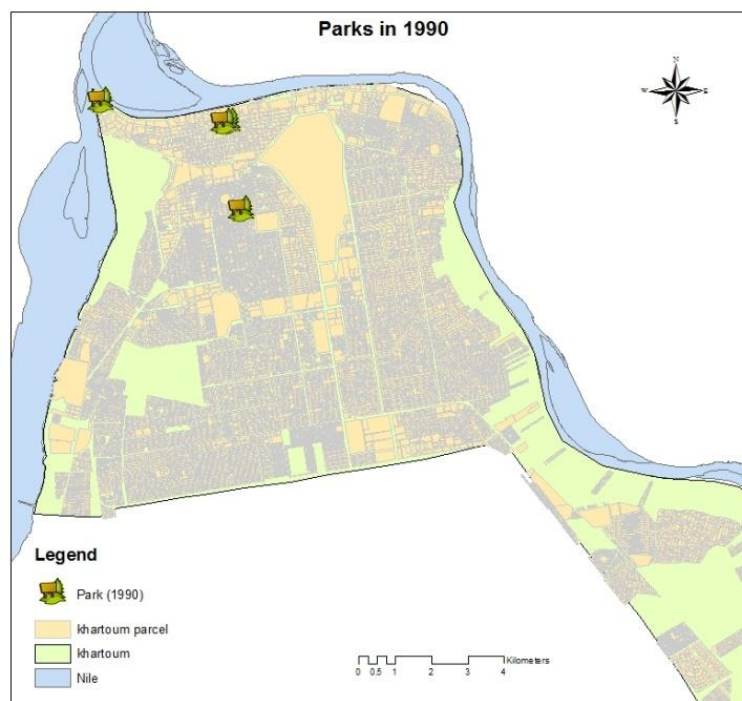 Parks in 1990
N
W E
S
Legend
Park (1990)
khartoum parcel
khartoum
Nile
Kilometers
0 0.5 1 2 3 4